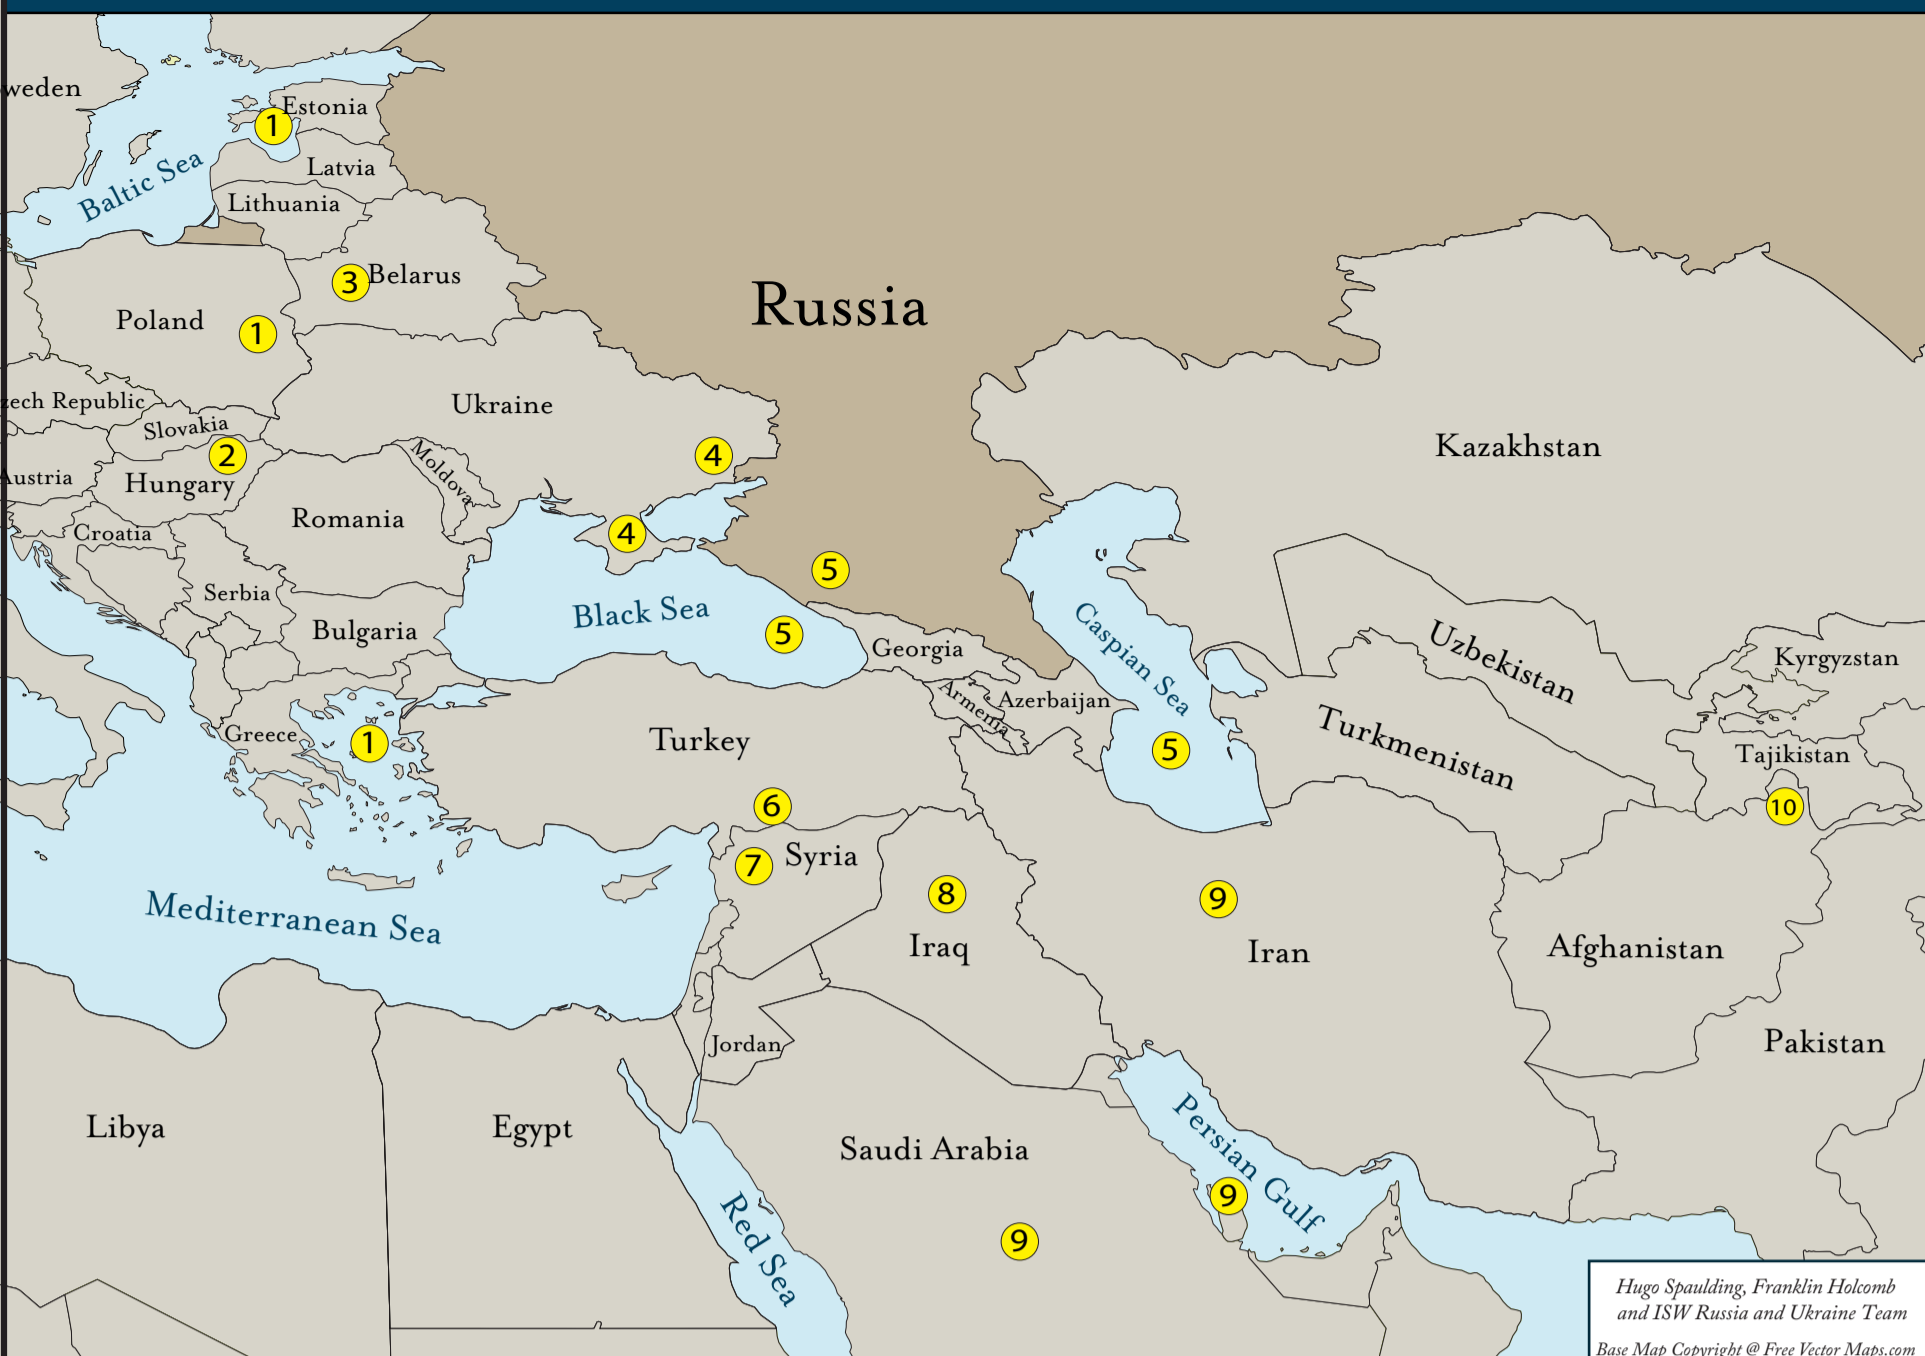 weden
Estonia
1
Latvia
Baltic Sea
Lithuania
3
Belarus
Russia
Poland
1
zech Republic
Ukraine
Slovakia
2
4
Kazakhstan
Austria
Hungary
Moldova
Romania
Croatia
4
5
Serbia
Black Sea
Bulgaria
5
Georgia
Caspian Sea
Uzbekistan
Kyrgyzstan
Armenia
Azerbaijan
Greece
1
Turkey
5
Turkmenistan
Tajikistan
6
10
7
Syria
8
9
Mediterranean Sea
Iraq
Iran
Afghanistan
Jordan
Pakistan
Libya
Egypt
Saudi Arabia
Persian Gulf
9
Red Sea
9
Hugo Spaulding, Franklin Holcomb
and ISW Russia and Ukraine Team
Base Map Copyright @ Free Vector Maps.com